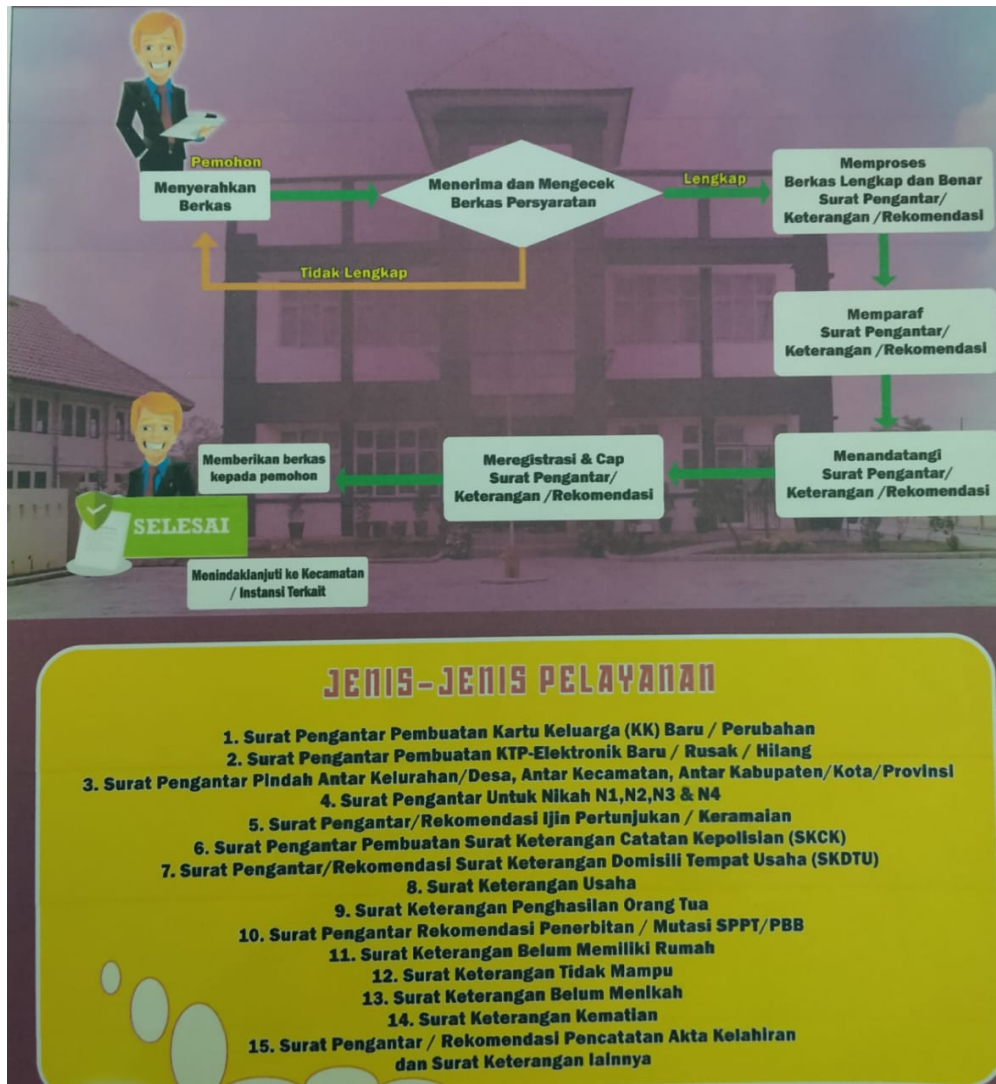 Pemohon
Menyerahkan
Berkas
Menerima dan Mengecek
Berkas Persyaratan
Lengkap
Memproses
Berkas Lengkap dan Benar
Surat Pengantar/
Keterangan /Rekomendasi
Tidak Lengkap
Memparaf
Surat Pengantar/
Keterangan /Rekomendasi
Menandatangi
Surat Pengantar/
Keterangan /Rekomendasi
Meregistrasi & Cap
Surat Pengantar/
Keterangan /Rekomendasi
Memberikan berkas
kepada pemohon
SELESAI
Menindaklanjuti ke Kecamatan
/ Instansi Terkait
JENIS-JENIS PELAYANAN
1. Surat Pengantar Pembuatan Kartu Keluarga (KK) Baru / Perubahan
2. Surat Pengantar Pembuatan KTP-Elektronik Baru / Rusak / Hilang
3. Surat Pengantar Pindah Antar Kelurahan/Desa, Antar Kecamatan, Antar Kabupaten/Kota/Provinsi
4. Surat Pengantar Untuk Nikah N1,N2,N3 & N4
5. Surat Pengantar/Rekomendasi Ijin Pertunjukan / Keramaian
6. Surat Pengantar Pembuatan Surat Keterangan Catatan Kepolisian (SKCK)
7. Surat Pengantar/Rekomendasi Surat Keterangan Domisili Tempat Usaha (SKDTU)
8. Surat Keterangan Usaha
9. Surat Keterangan Penghasilan Orang Tua
10. Surat Pengantar Rekomendasi Penerbitan / Mutasi SPPT/PBB
11. Surat Keterangan Belum Memiliki Rumah
12. Surat Keterangan Tidak Mampu
13. Surat Keterangan Belum Menikah
14. Surat Keterangan Kematian
15. Surat Pengantar / Rekomendasi Pencatatan Akta Kelahiran
dan Surat Keterangan lainnya